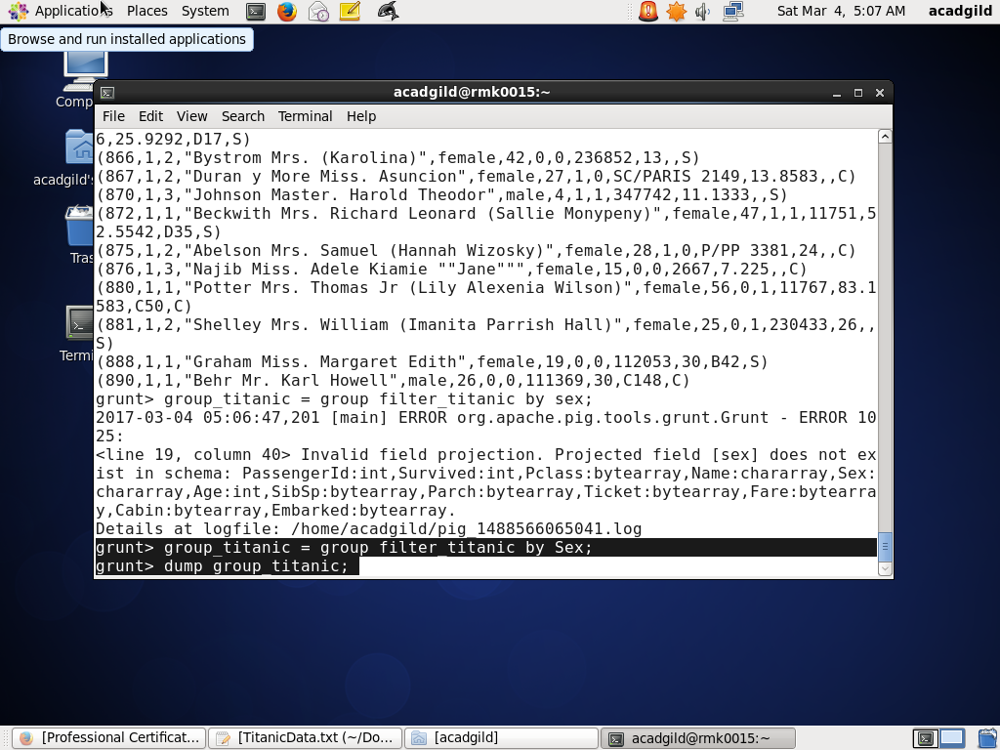 Applications Places System Sat Mar 4, 5:07 AM acadgild
Browse and run installed applications
acadgild@rmk0015:~
File Edit View Search Terminal Help
6,25.9292,D17,S)
(866,1,2,"Bystrom Mrs. (Karolina)",female,42,0,0,236852,13,,S)
(867,1,2,"Duran y More Miss. Asuncion",female,27,1,0,SC/PARIS 2149,13.8583,,C)
(870,1,3,"Johnson Master. Harold Theodor",male,4,1,1,347742,11.1333,,S)
(872,1,1,"Beckwith Mrs. Richard Leonard (Sallie Monypeny)",female,47,1,1,11751,5
2.5542,D35,S)
(875,1,2,"Abelson Mrs. Samuel (Hannah Wizosky)",female,28,1,0,P/PP 3381,24,,C)
(876,1,3,"Najib Miss. Adele Kiamie ""Jane""",female,15,0,0,2667,7.225,,C)
(880,1,1,"Potter Mrs. Thomas Jr (Lily Alexenia Wilson)",female,56,0,1,11767,83.1
583,C50,C)
(881,1,2,"Shelley Mrs. William (Imanita Parrish Hall)",female,25,0,1,230433,26,,
S)
(888,1,1,"Graham Miss. Margaret Edith",female,19,0,0,112053,30,B42,S)
(890,1,1,"Behr Mr. Karl Howell",male,26,0,0,111369,30,C148,C)
grunt> group_titanic = group filter_titanic by sex;
2017-03-04 05:06:47,201 [main] ERROR org.apache.pig.tools.grunt.Grunt - ERROR 10
25:
<line 19, column 40> Invalid field projection. Projected field [sex] does not ex
ist in schema: PassengerId:int,Survived:int,Pclass:bytearray,Name:chararray,Sex:
chararray,Age:int,SibSp:bytearray,Parch:bytearray,Ticket:bytearray,Fare:bytearra
y,Cabin:bytearray,Embarked:bytearray.
Details at logfile: /home/acadgild/pig_1488566065041.log
grunt> group_titanic = group filter_titanic by Sex;
grunt> dump group_titanic;
Comp
acadgild's
Tras
Termi
[Professional Certificat... [TitanicData.txt (~/Do... [acadgild] acadgild@rmk0015:~